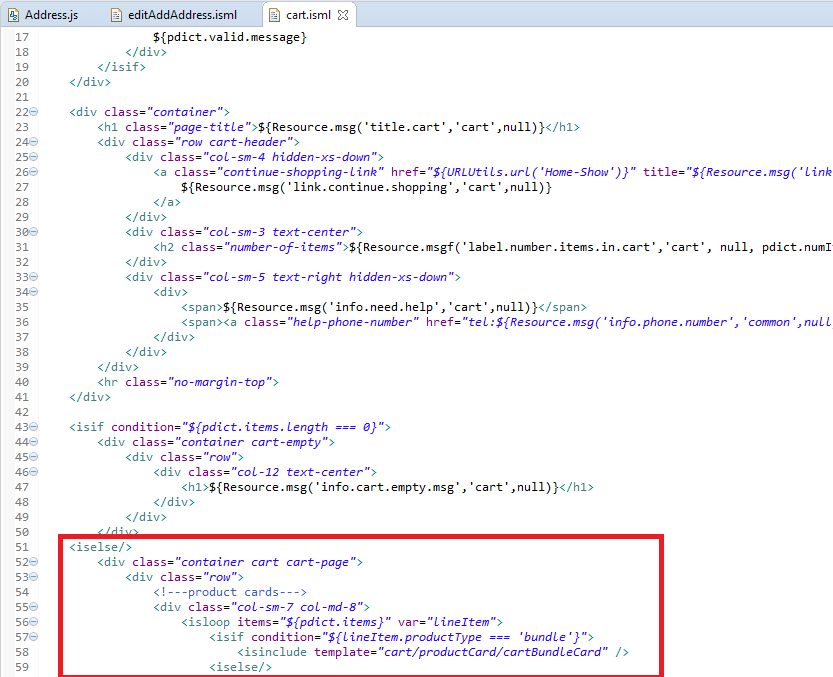 Address.js editAddAddress.isml cart.isml
17 ${pdict.valid.message}
18 </div>
19 </isif>
20 </div>
21
22 <div class="container">
23 <h1 class="page-title">${Resource.msg('title.cart','cart',null)}</h1>
24 <div class="row cart-header">
25 <div class="col-sm-4 hidden-xs-down">
26 <a class="continue-shopping-link" href="${URLUtils.url('Home-Show')}" title="${Resource.msg('link
27 ${Resource.msg('link.continue.shopping','cart',null)}
28 </a>
29 </div>
30 <div class="col-sm-3 text-center">
31 <h2 class="number-of-items">${Resource.msgf('label.number.items.in.cart','cart', null, pdict.numI
32 </div>
33 <div class="col-sm-5 text-right hidden-xs-down">
34 <div>
35 <span>${Resource.msg('info.need.help','cart',null)}</span>
36 <span><a class="help-phone-number" href="tel:${Resource.msg('info.phone.number','common',null
37 </div>
38 </div>
39 </div>
40 <hr class="no-margin-top">
41 </div>
42
43 <isif condition="${pdict.items.length === 0}">
44 <div class="container cart-empty">
45 <div class="row">
46 <div class="col-12 text-center">
47 <h1>${Resource.msg('info.cart.empty.msg','cart',null)}</h1>
48 </div>
49 </div>
50 </div>
51 <iselse/>
52 <div class="container cart cart-page">
53 <div class="row">
54 <!---product cards--->
55 <div class="col-sm-7 col-md-8">
56 <isloop items="${pdict.items}" var="lineItem">
57 <isif condition="${lineItem.productType === 'bundle'}">
58 <isinclude template="cart/productCard/cartBundleCard" />
59 <iselse/>